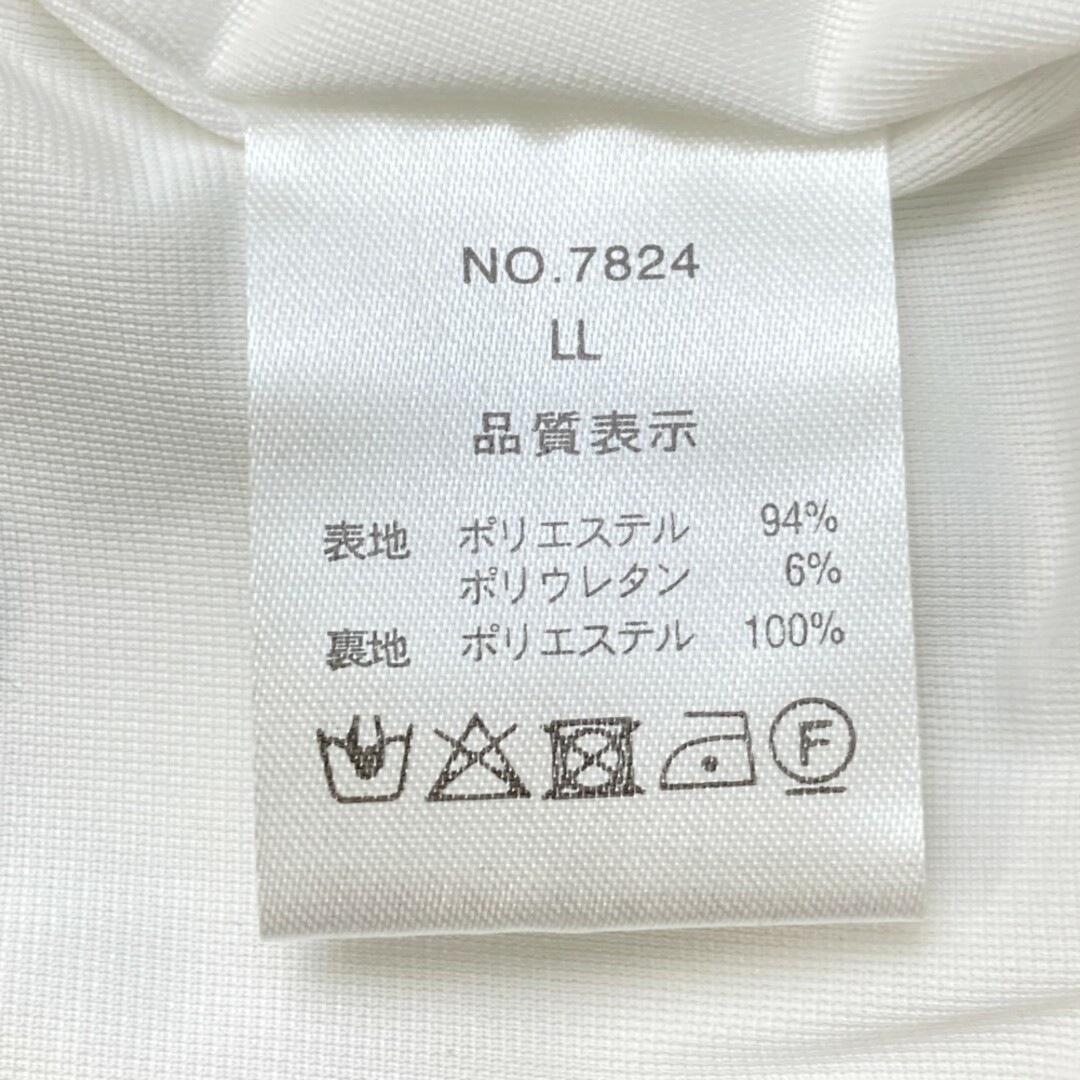 NO.7824
LL
品質表示
表地 ポリエステル 94%
ポリウレタン 6%
裏地 ポリエステル 100%
F